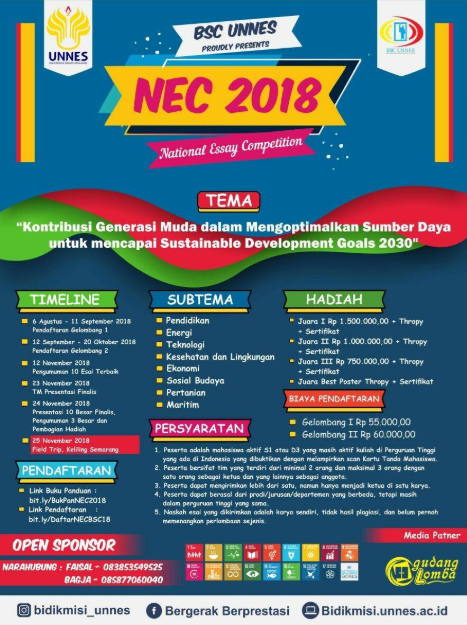 UNNES
BSC UNNES
PROUDLY PRESENTS
BSC UNNES
NEC 2018
National Essay Competition
TEMA
"Kontribusi Generasi Muda dalam Mengoptimalkan Sumber Daya
untuk mencapai Sustainable Development Goals 2030"
TIMELINE
6 Agustus - 11 September 2018
Pendaftaran Gelombang 1
12 September - 20 Oktober 2018
Pendaftaran Gelombang 2
12 November 2018
Pengumuman 10 Esai Terbaik
23 November 2018
TM Presentasi Finalis
24 November 2018
Presentasi 10 Besar Finalis,
Pengumuman 3 Besar dan
Pembagian Hadiah
25 November 2018
Field Trip, Keliling Semarang
PENDAFTARAN
Link Buku Panduan :
bit.ly/BukPanNEC2018
Link Pendaftaran :
bit.ly/DaftarNECBSC18
SUBTEMA
Pendidikan
Energi
Teknologi
Kesehatan dan Lingkungan
Ekonomi
Sosial Budaya
Pertanian
Maritim
HADIAH
Juara I Rp 1.500.000,00 + Thropy
+ Sertifikat
Juara II Rp 1.000.000,00 + Thropy
+ Sertifikat
Juara III Rp 750.000,00 + Thropy
+ Sertifikat
Juara Best Poster Thropy + Sertifikat
BIAYA PENDAFTARAN
Gelombang I Rp 55.000,00
Gelombang II Rp 60.000,00
PERSYARATAN
1. Peserta adalah mahasiswa aktif S1 atau D3 yang masih aktif kuliah di Perguruan Tinggi
yang ada di Indonesia yang dibuktikan dengan melampirkan scan Kartu Tanda Mahasiswa.
2. Peserta bersifat tim yang terdiri dari minimal 2 orang dan maksimal 3 orang dengan
satu orang sebagai ketua dan yang lainnya sebagai anggota.
3. Peserta dapat mengirimkan lebih dari satu, namun hanya menjadi ketua di satu karya.
4. Peserta dapat berasal dari prodi/jurusan/departemen yang berbeda, tetapi masih
dalam perguruan tinggi yang sama.
5. Naskah esai yang dikirimkan adalah karya sendiri, tidak hasil plagiasi, dan belum pernah
memenangkan perlombaan sejenis.
OPEN SPONSOR
NARAHUBUNG : FAISAL - 083853549525
BAGJA - 085877060040
Media Patner
gudang
lomba
bidikmisi_unnes
Bergerak Berprestasi
Bidikmisi.unnes.ac.id